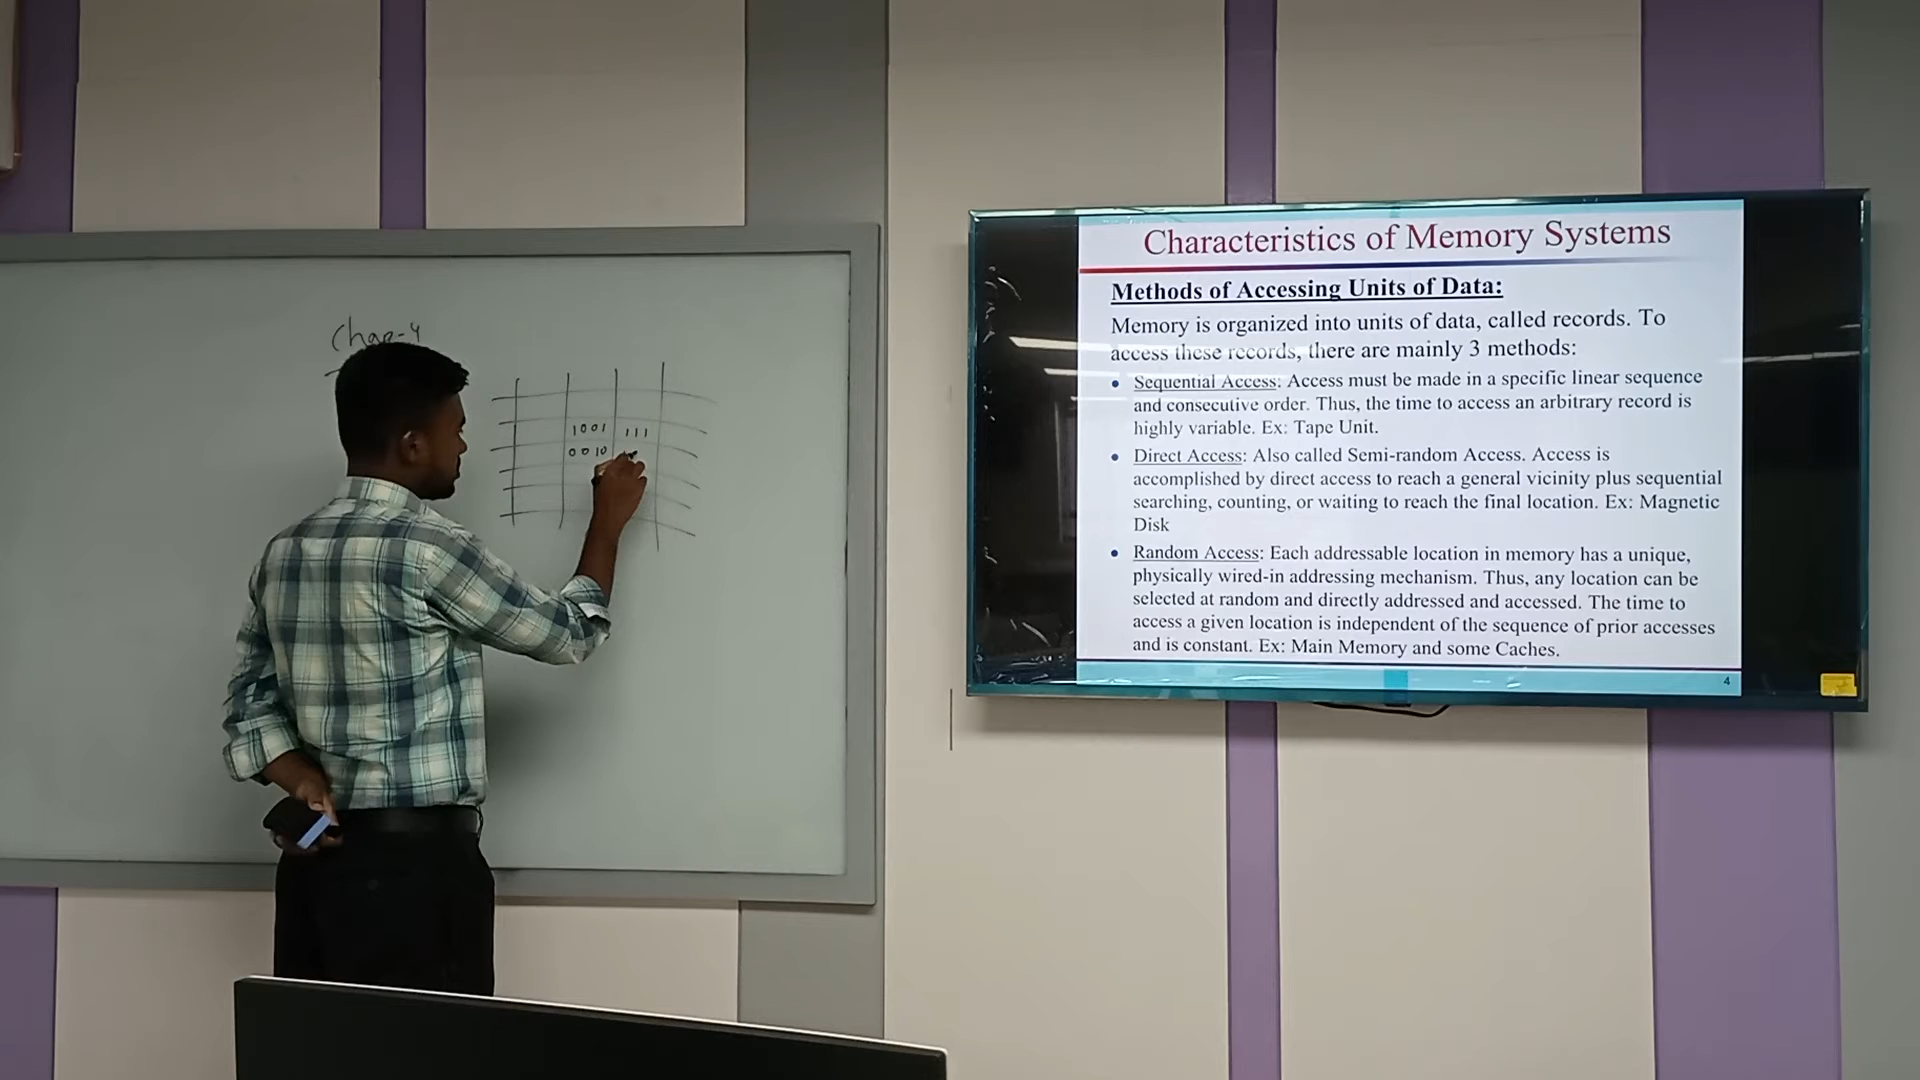 Chap-4
1001 111
0010
Characteristics of Memory Systems
Methods of Accessing Units of Data:
Memory is organized into units of data, called records. To
access these records, there are mainly 3 methods:
• Sequential Access: Access must be made in a specific linear sequence
and consecutive order. Thus, the time to access an arbitrary record is
highly variable. Ex: Tape Unit.
• Direct Access: Also called Semi-random Access. Access is
accomplished by direct access to reach a general vicinity plus sequential
searching, counting, or waiting to reach the final location. Ex: Magnetic
Disk
• Random Access: Each addressable location in memory has a unique,
physically wired-in addressing mechanism. Thus, any location can be
selected at random and directly addressed and accessed. The time to
access a given location is independent of the sequence of prior accesses
and is constant. Ex: Main Memory and some Caches.
4